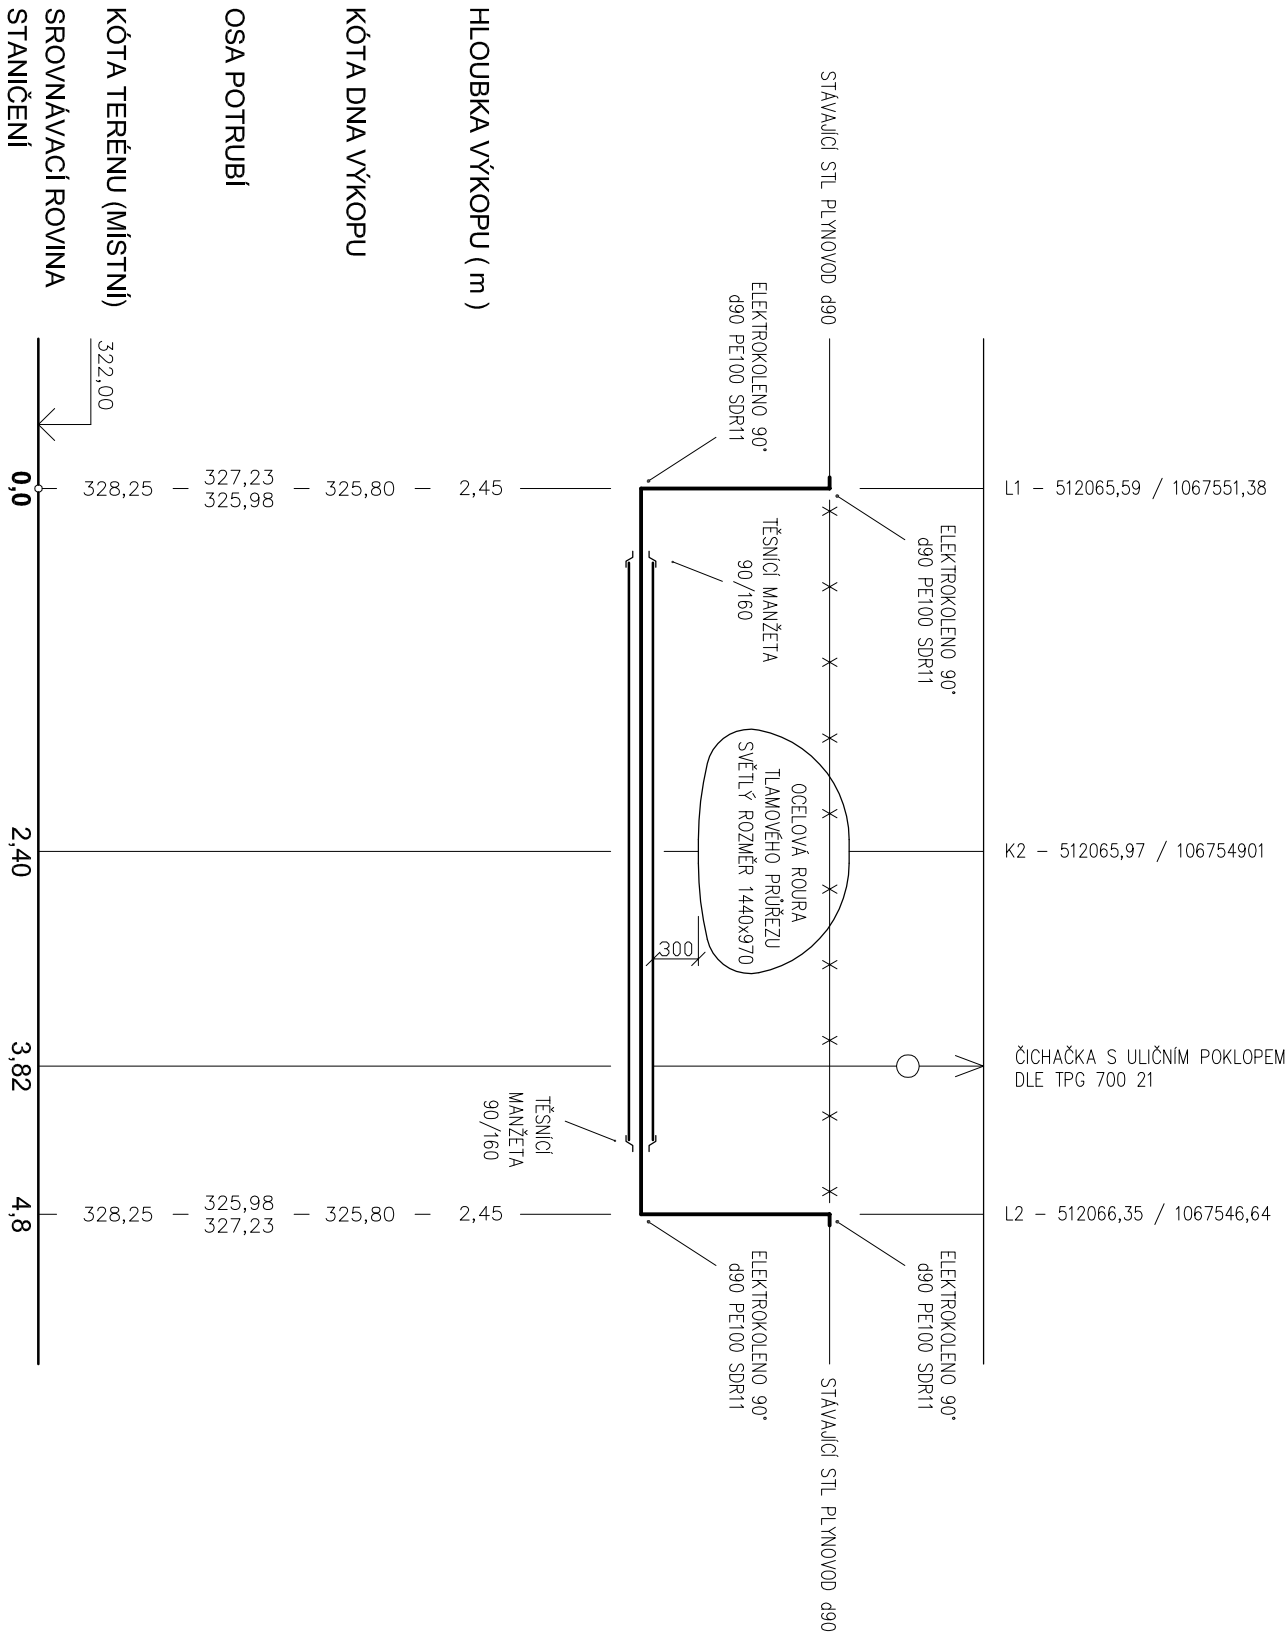 L1 – 512065,59 / 1067551,38
K2 – 512065,97 / 106754901
ČICHAČKA S ULIČNÍM POKLOPEM
DLE TPG 700 21
L2 – 512066,35 / 1067546,64
ELEKTROKOLENO 90°
d90 PE100 SDR11
ELEKTROKOLENO 90°
d90 PE100 SDR11
STÁVAJÍCÍ STL PLYNOVOD d90
STÁVAJÍCÍ STL PLYNOVOD d90
OCELOVÁ ROURA
TLAMOVÉHO PRŮŘEZU
SVĚTLÝ ROZMĚR 1440x970
ELEKTROKOLENO 90°
d90 PE100 SDR11
TĚSNÍCÍ MANŽETA
90/160
300
ELEKTROKOLENO 90°
d90 PE100 SDR11
TĚSNÍCÍ
MANŽETA
90/160
HLOUBKA VÝKOPU ( m )
2,45
2,45
KÓTA DNA VÝKOPU
325,80
325,80
OSA POTRUBÍ
327,23
325,98
325,98
327,23
KÓTA TERÉNU (MÍSTNÍ)
328,25
328,25
SROVNÁVACÍ ROVINA
322,00
STANIČENÍ
0,0
2,40
3,82
4,8